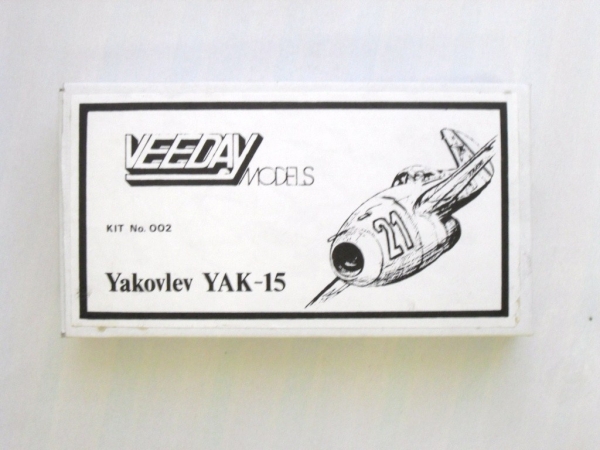 VEEDAY
MODELS
KIT No. 002
Yakovlev YAK-15
21